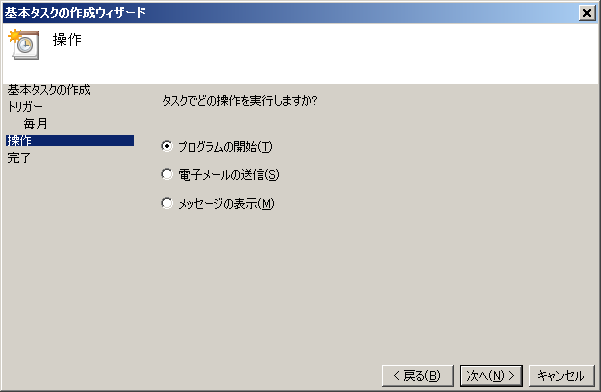 基本タスクの作成ウィザード
操作
基本タスクの作成
トリガー
毎月
操作
完了
タスクでどの操作を実行しますか?
プログラムの開始(T)
電子メールの送信(S)
メッセージの表示(M)
< 戻る(B)
次へ(N) >
キャンセル